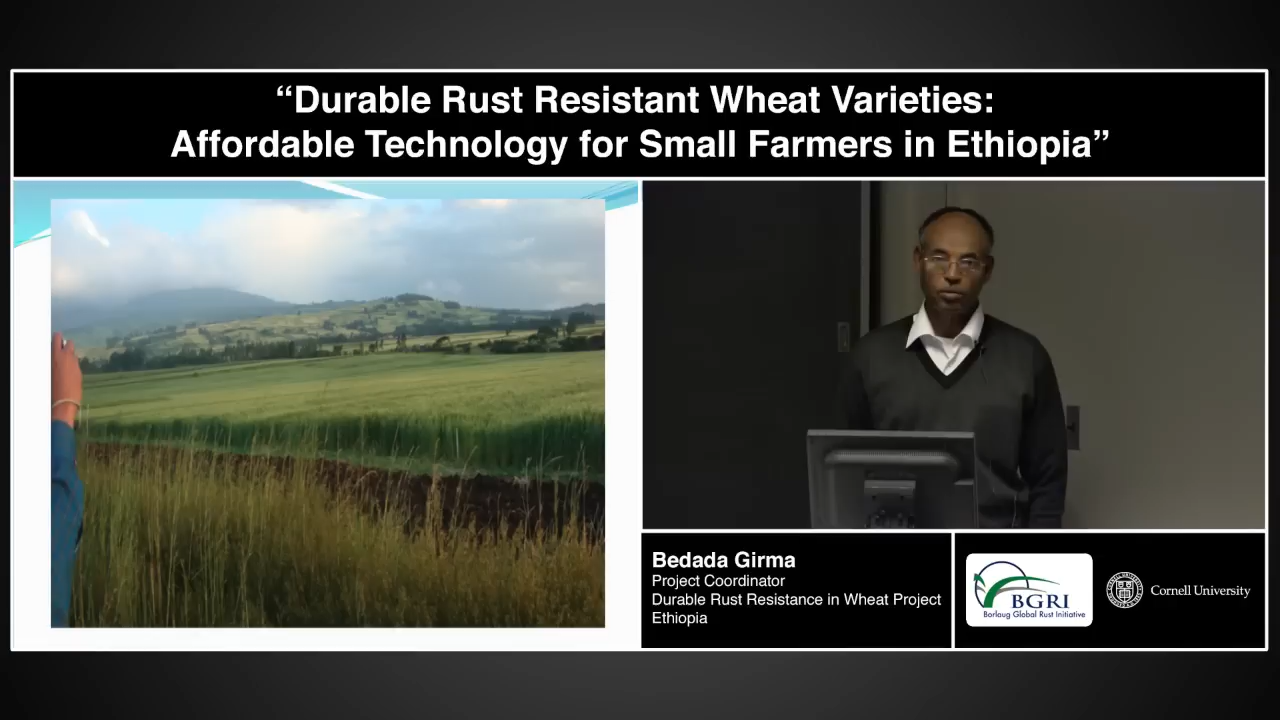 “Durable Rust Resistant Wheat Varieties:
Affordable Technology for Small Farmers in Ethiopia”
Bedada Girma
Project Coordinator
Durable Rust Resistance in Wheat Project
Ethiopia
BGRI
Borloug Global Rust Initiative
Cornell University